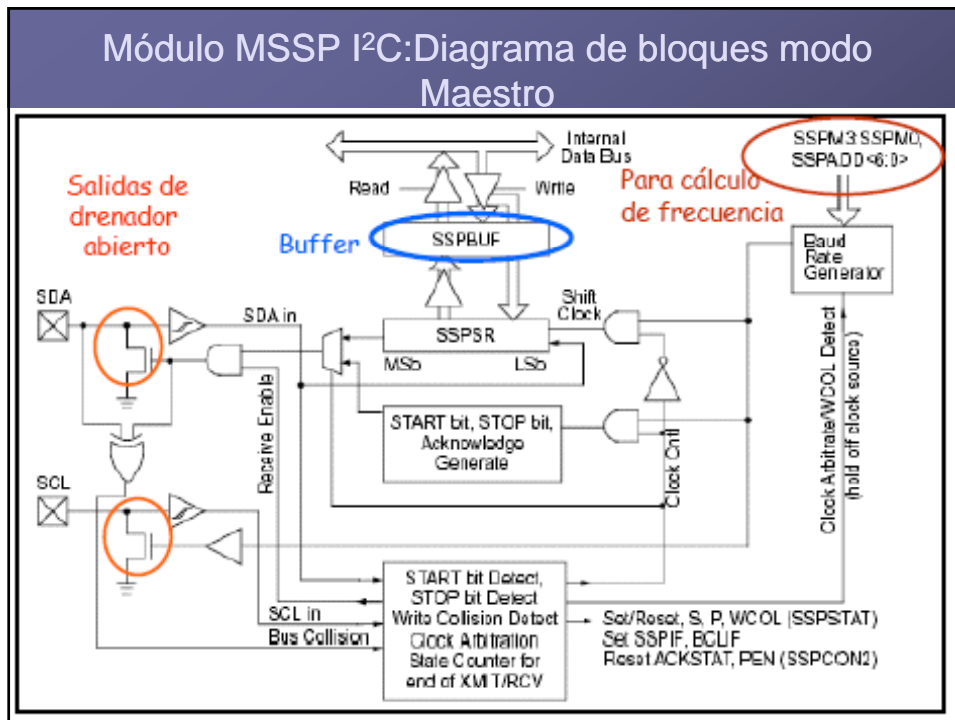 Módulo MSSP I²C:Diagrama de bloques modo
Maestro
SSPM3:SSPM0,
SSPADD<6:0>
Internal
Data Bus
Read
Write
Salidas de
drenador
abierto
Para cálculo
de frecuencia
Buffer
SSPBUF
Baud
Rate
Generator
SDA
SDA in
Shift
Clock
SSPSR
MSb
LSb
START bit, STOP bit,
Acknowledge
Generate
Receive Enable
Clock Cntl
Clock Arbitrate/WCOL Detect
(hold off clock source)
SCL
SCL in
Bus Collision
START bit Detect,
STOP bit Detect
Write Collision Detect
Clock Arbitration
State Counter for
end of XMIT/RCV
Set/Reset, S, P, WCOL (SSPSTAT)
Set SSPIF, BCLIF
Reset ACKSTAT, PEN (SSPCON2)